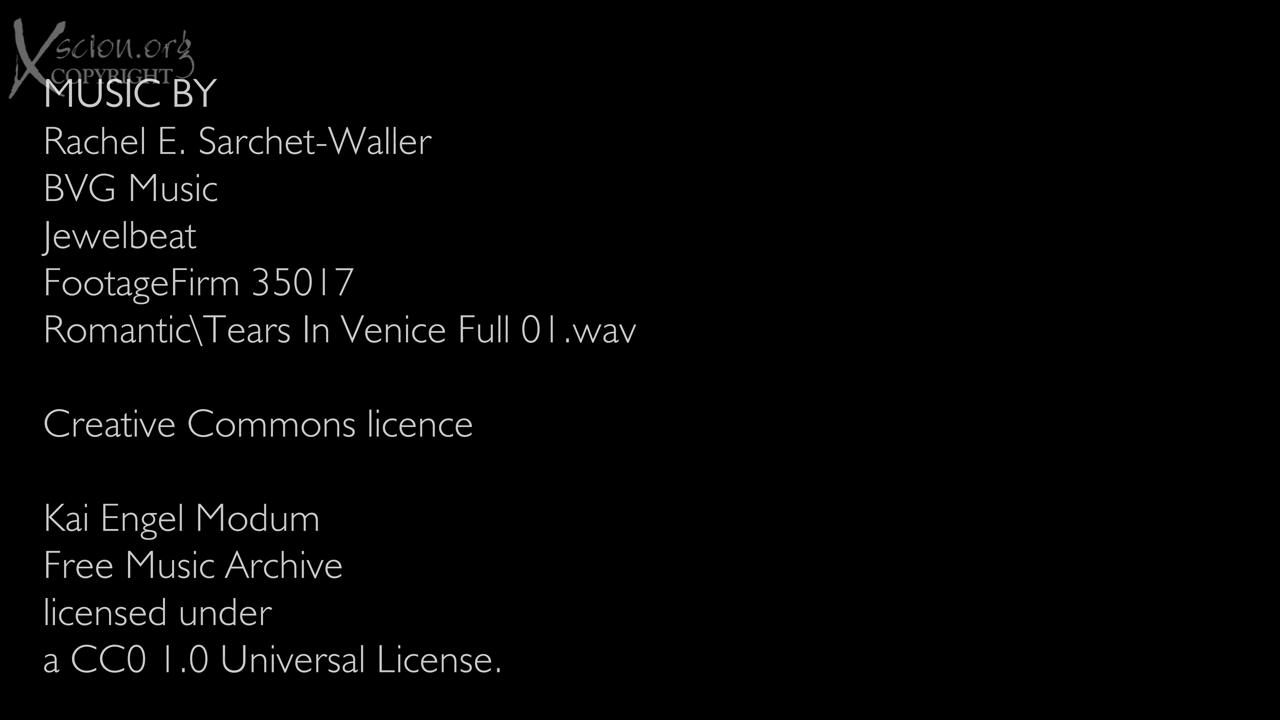 Xscion.org
COPYRIGHT
MUSIC BY
Rachel E. Sarchet-Waller
BVG Music
Jewelbeat
FootageFirm 35017
Romantic\Tears In Venice Full 01.wav
Creative Commons licence
Kai Engel Modum
Free Music Archive
licensed under
a CC0 1.0 Universal License.